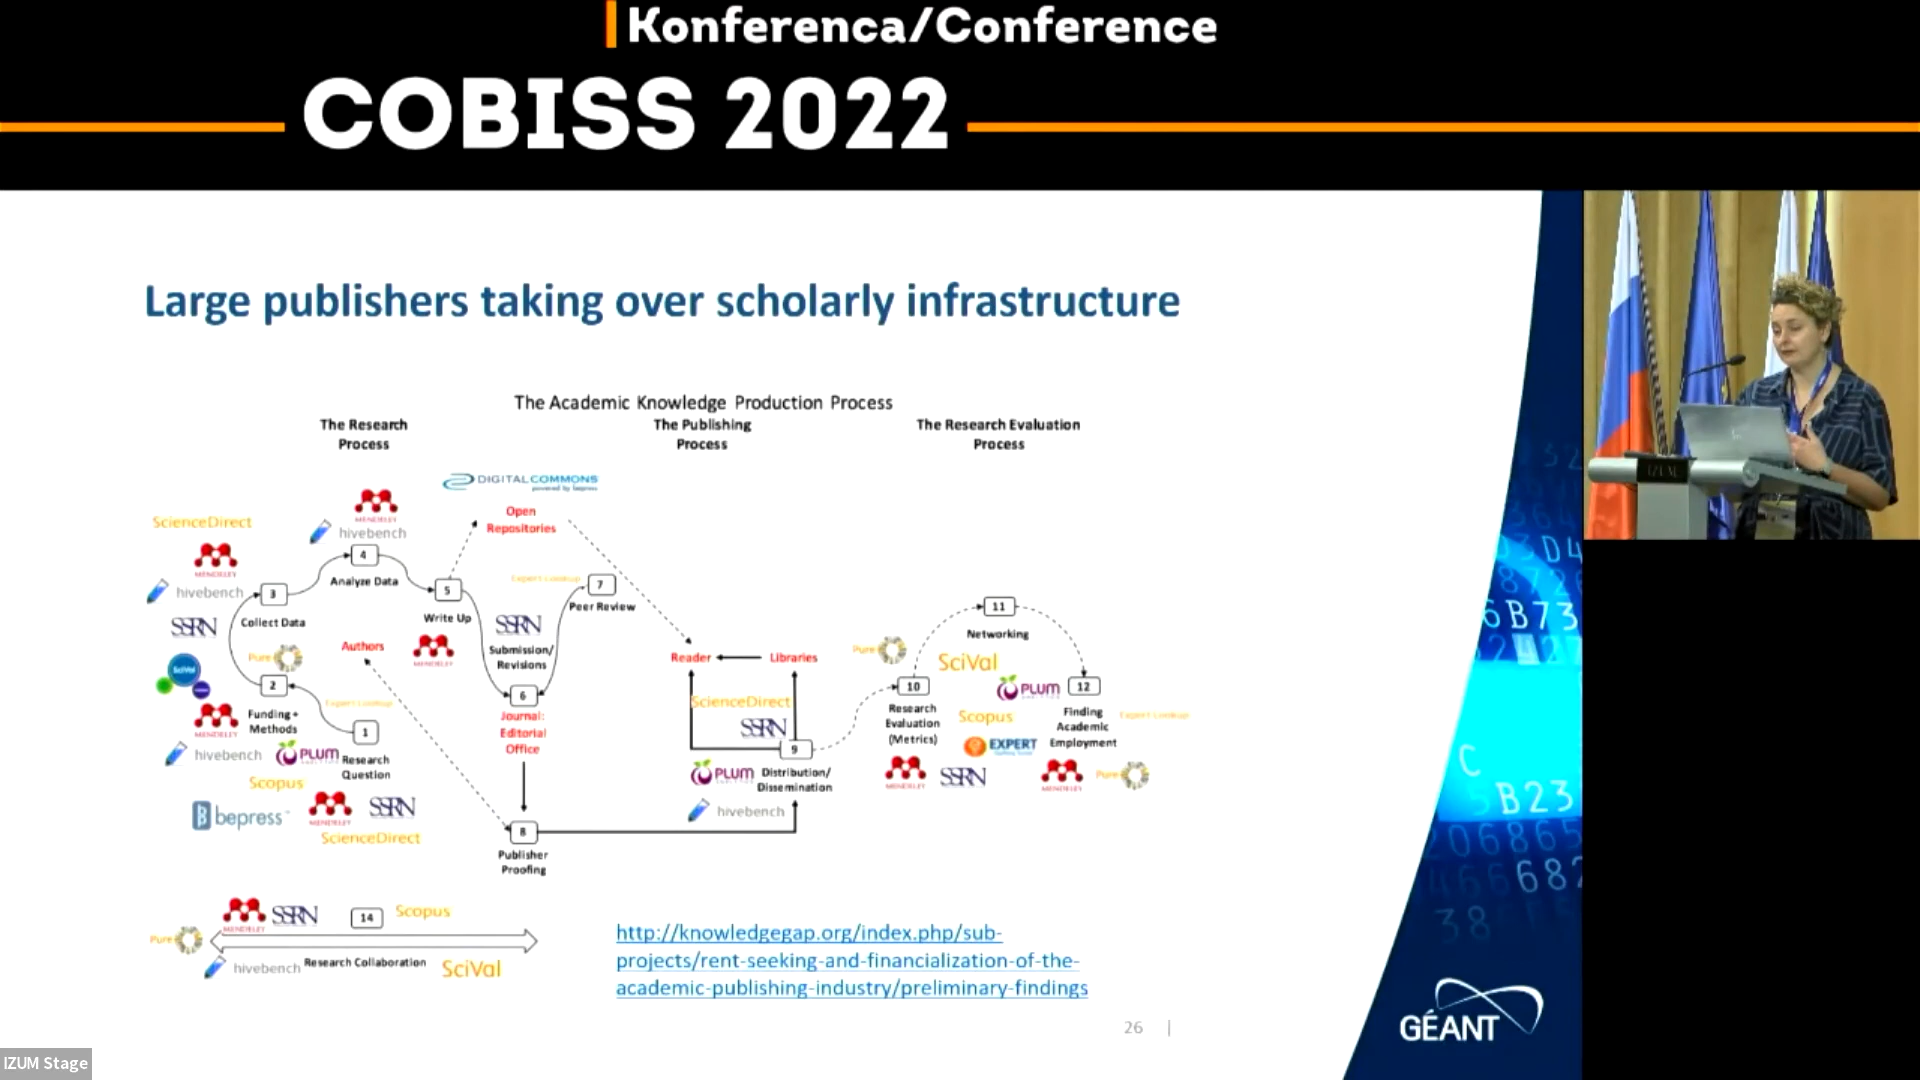 Konferenca/Conference
COBISS 2022
Large publishers taking over scholarly infrastructure
The Academic Knowledge Production Process
The Research
Process
The Publishing
Process
The Research Evaluation
Process
DIGITALCOMMONS
powered by bepress
Open
Repositories
MENDELEY
hivebench
4
Analyze Data
ScienceDirect
MENDELEY
hivebench
3
Collect Data
SSRN
5
Write Up
MENDELEY
Expert Lookup
7
Peer Review
SSRN
Submission/
Revisions
6
Journal:
Editorial
Office
Authors
Pure
SciVal
2
Funding+
Methods
MENDELEY
hivebench
Expert Lookup
1
Research
Question
PLUM
Scopus
bepress™
MENDELEY
SSRN
ScienceDirect
8
Publisher
Proofing
Reader
Libraries
ScienceDirect
SSRN
9
Distribution/
Dissemination
PLUM
hivebench
Pure
10
Research
Evaluation
(Metrics)
MENDELEY
SSRN
11
Networking
SciVal
PLUM
Scopus
EXPERT
12
Finding
Academic
Employment
Expert Lookup
MENDELEY
Pure
MENDELEY
SSRN
14
Scopus
Pure
hivebench
Research Collaboration
SciVal
http://knowledgegap.org/index.php/sub-
projects/rent-seeking-and-financialization-of-the-
academic-publishing-industry/preliminary-findings
26 |
GÉANT
IZUM
IZUM Stage